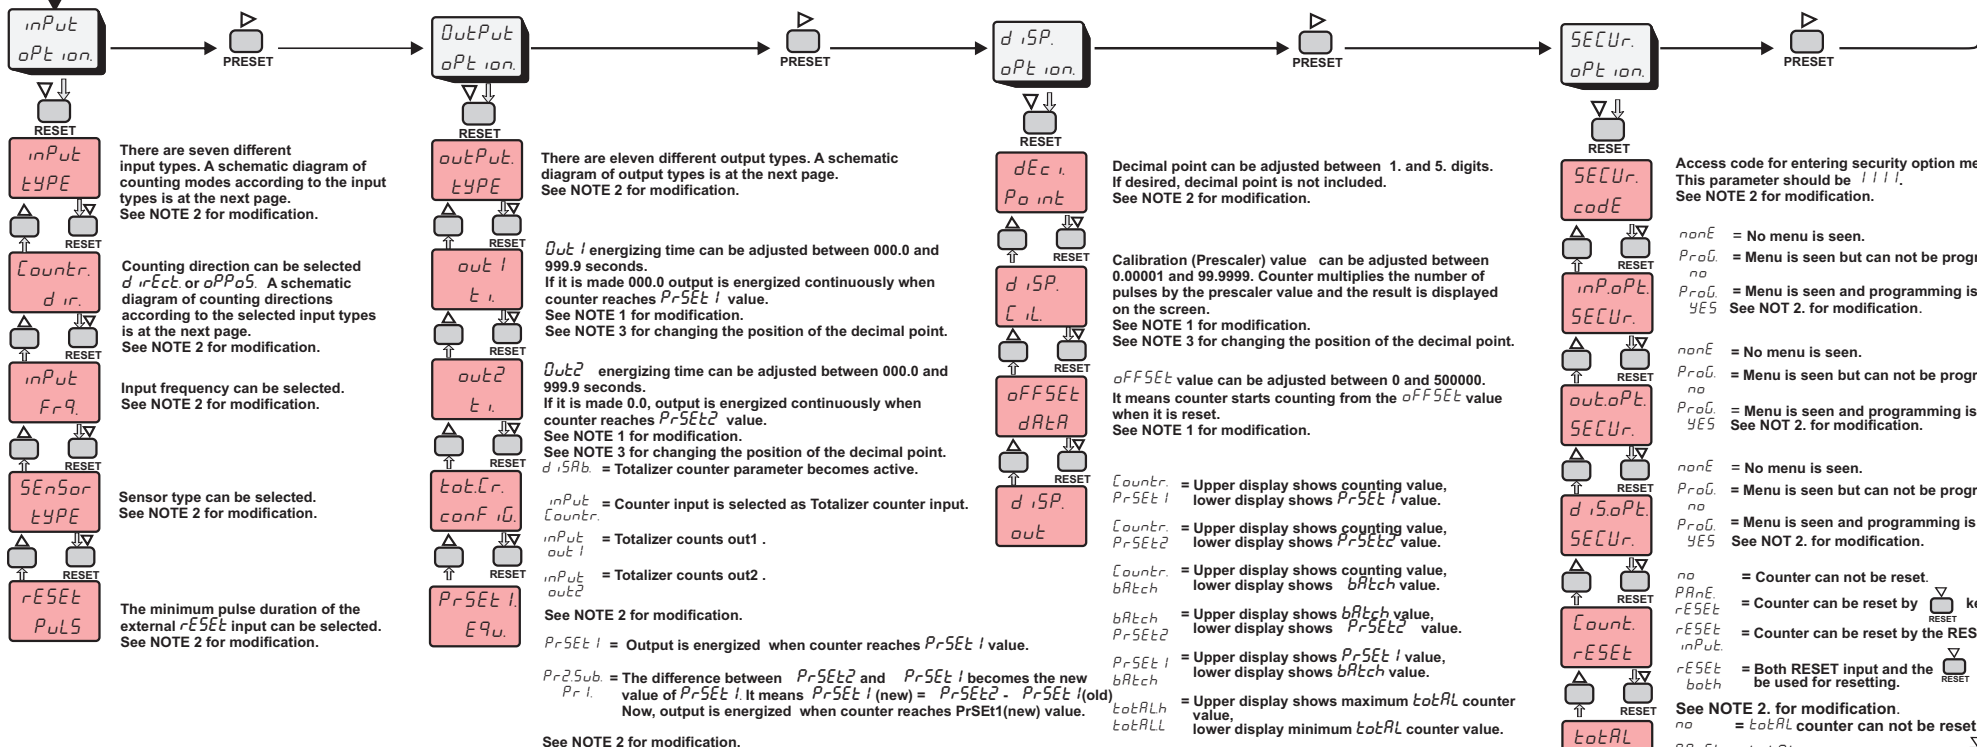 inPut
oPtion.
PRESET
RESET
inPut
tYPE
There are seven different
input types. A schematic diagram of
counting modes according to the input
types is at the next page.
See NOTE 2 for modification.
RESET
Countr.
dir.
Counting direction can be selected
dirEct. or oPPoS. A schematic
diagram of counting directions
according to the selected input types
is at the next page.
See NOTE 2 for modification.
RESET
inPut
Frq.
Input frequency can be selected.
See NOTE 2 for modification.
RESET
SEnSor
tYPE
Sensor type can be selected.
See NOTE 2 for modification.
RESET
rESEt
PulS
The minimum pulse duration of the
external rESEt input can be selected.
See NOTE 2 for modification.
OutPut
oPtion.
PRESET
RESET
outPut.
tYPE
There are eleven different output types. A schematic
diagram of output types is at the next page.
See NOTE 2 for modification.
RESET
out 1
ti.
Out 1 energizing time can be adjusted between 000.0 and
999.9 seconds.
If it is made 000.0 output is energized continuously when
counter reaches PrSEt 1 value.
See NOTE 1 for modification.
See NOTE 3 for changing the position of the decimal point.
RESET
out2
ti.
Out2 energizing time can be adjusted between 000.0 and
999.9 seconds.
If it is made 0.0, output is energized continuously when
counter reaches PrSEt2 value.
See NOTE 1 for modification.
See NOTE 3 for changing the position of the decimal point.
RESET
tot.Cr.
conFiG.
diSAb. = Totalizer counter parameter becomes active.
inPut
Countr. = Counter input is selected as Totalizer counter input.
inPut
out 1 = Totalizer counts out1 .
inPut
out2 = Totalizer counts out2 .
See NOTE 2 for modification.
RESET
PrSEt 1.
Equ.
PrSEt 1 = Output is energized when counter reaches PrSEt 1 value.
Pr2.Sub. = The difference between PrSEt2 and PrSEt 1 becomes the new
Pr 1. value of PrSEt 1. It means PrSEt 1 (new) = PrSEt2 - PrSEt 1(old)
Now, output is energized when counter reaches PrSEt1(new) value.
See NOTE 2 for modification.
diSP.
oPtion.
PRESET
RESET
dEci.
Point
Decimal point can be adjusted between 1. and 5. digits.
If desired, decimal point is not included.
See NOTE 2 for modification.
RESET
diSP.
CiL.
Calibration (Prescaler) value can be adjusted between
0.00001 and 99.9999. Counter multiplies the number of
pulses by the prescaler value and the result is displayed
on the screen.
See NOTE 1 for modification.
See NOTE 3 for changing the position of the decimal point.
RESET
oFFSEt
dAtA
oFFSEt value can be adjusted between 0 and 500000.
It means counter starts counting from the oFFSEt value
when it is reset.
See NOTE 1 for modification.
RESET
diSP.
out
Countr. = Upper display shows counting value,
PrSEt 1 lower display shows PrSEt 1 value.
Countr. = Upper display shows counting value,
PrSEt2 lower display shows PrSEt2 value.
Countr. = Upper display shows counting value,
bAtch lower display shows bAtch value.
bAtch = Upper display shows bAtch value,
PrSEt2 lower display shows PrSEt2 value.
PrSEt 1 = Upper display shows PrSEt 1 value,
bAtch lower display shows bAtch value.
totALh = Upper display shows maximum totAL counter
value,
totALL lower display minimum totAL counter value.
SECUr.
oPtion.
PRESET
RESET
SECUr.
codE
Access code for entering security option me
This parameter should be 1111.
See NOTE 2 for modification.
RESET
inP.oPt.
SECUr.
nonE = No menu is seen.
ProG. = Menu is seen but can not be progr
no
ProG. = Menu is seen and programming is
YES See NOT 2. for modification.
RESET
out.oPt.
SECUr.
nonE = No menu is seen.
ProG. = Menu is seen but can not be progr
no
ProG. = Menu is seen and programming is
YES See NOT 2. for modification.
RESET
diS.oPt.
SECUr.
nonE = No menu is seen.
ProG. = Menu is seen but can not be progr
no
ProG. = Menu is seen and programming is
YES See NOT 2. for modification.
RESET
Count.
rESEt
no = Counter can not be reset.
PAnE.
rESEt = Counter can be reset by RESET ke
rESEt
inPut. = Counter can be reset by the RES
rESEt
both = Both RESET input and the RESET
be used for resetting.
See NOTE 2. for modification.
RESET
totAL
no = totAL counter can not be reset